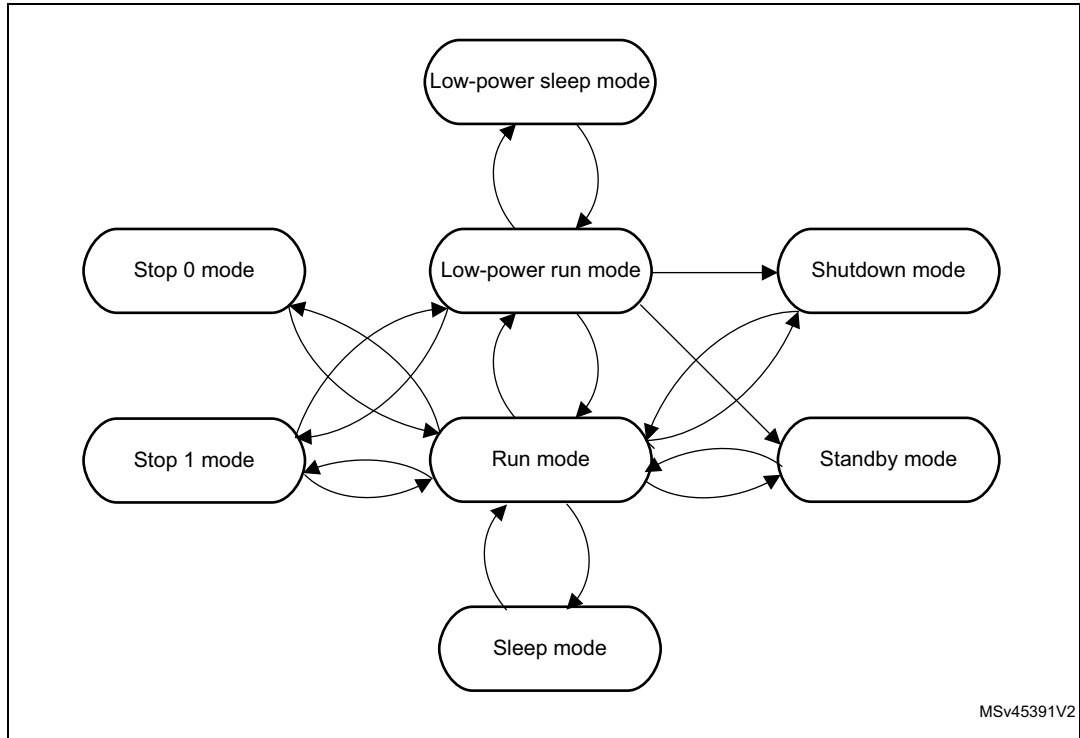 Low-power sleep mode
Stop 0 mode
Low-power run mode
Shutdown mode
Stop 1 mode
Run mode
Standby mode
Sleep mode
MSv45391V2